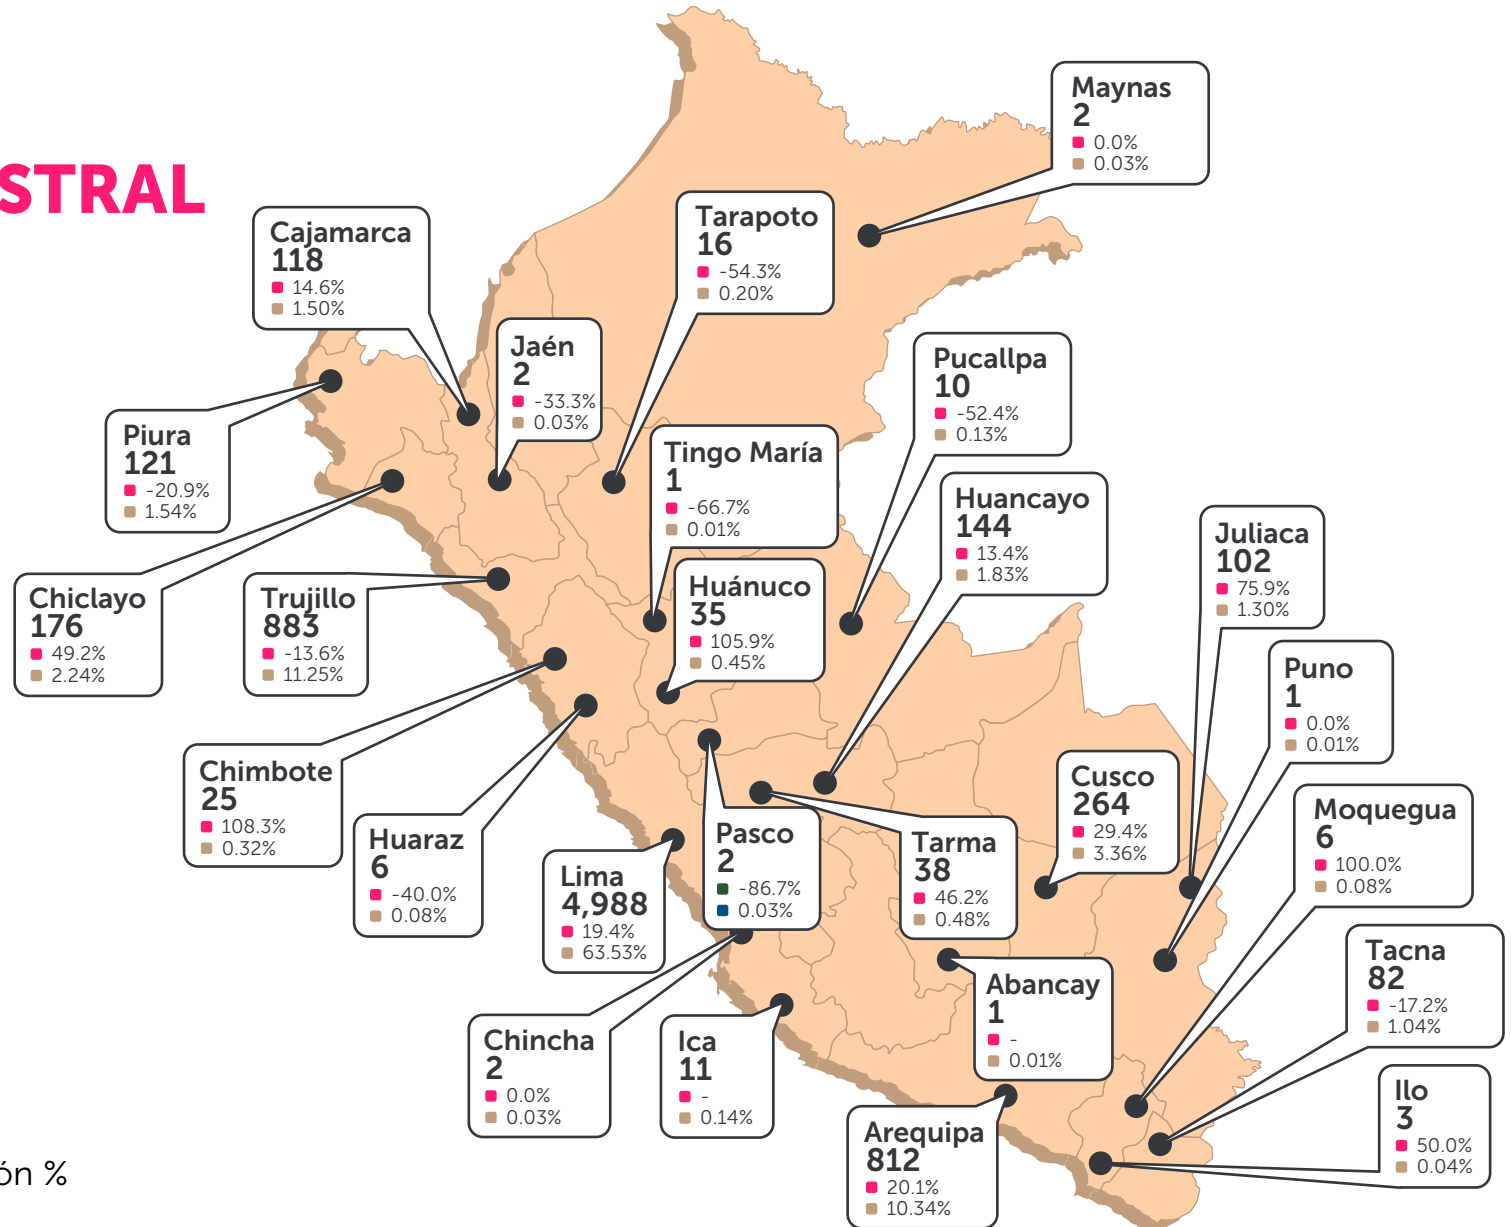 STRAL
Maynas
2
0.0%
0.03%
Tarapoto
16
-54.3%
0.20%
Cajamarca
118
14.6%
1.50%
Jaén
2
-33.3%
0.03%
Pucallpa
10
-52.4%
0.13%
Piura
121
-20.9%
1.54%
Tingo María
1
-66.7%
0.01%
Huancayo
144
13.4%
1.83%
Juliaca
102
75.9%
1.30%
Chiclayo
176
49.2%
2.24%
Trujillo
883
-13.6%
11.25%
Huánuco
35
105.9%
0.45%
Puno
1
0.0%
0.01%
Chimbote
25
108.3%
0.32%
Huaraz
6
-40.0%
0.08%
Lima
4,988
19.4%
63.53%
Pasco
2
-86.7%
0.03%
Tarma
38
46.2%
0.48%
Cusco
264
29.4%
3.36%
Moquegua
6
100.0%
0.08%
Tacna
82
-17.2%
1.04%
Abancay
1
-
0.01%
Chincha
2
0.0%
0.03%
Ica
11
-
0.14%
Arequipa
812
20.1%
10.34%
Ilo
3
50.0%
0.04%
ón %